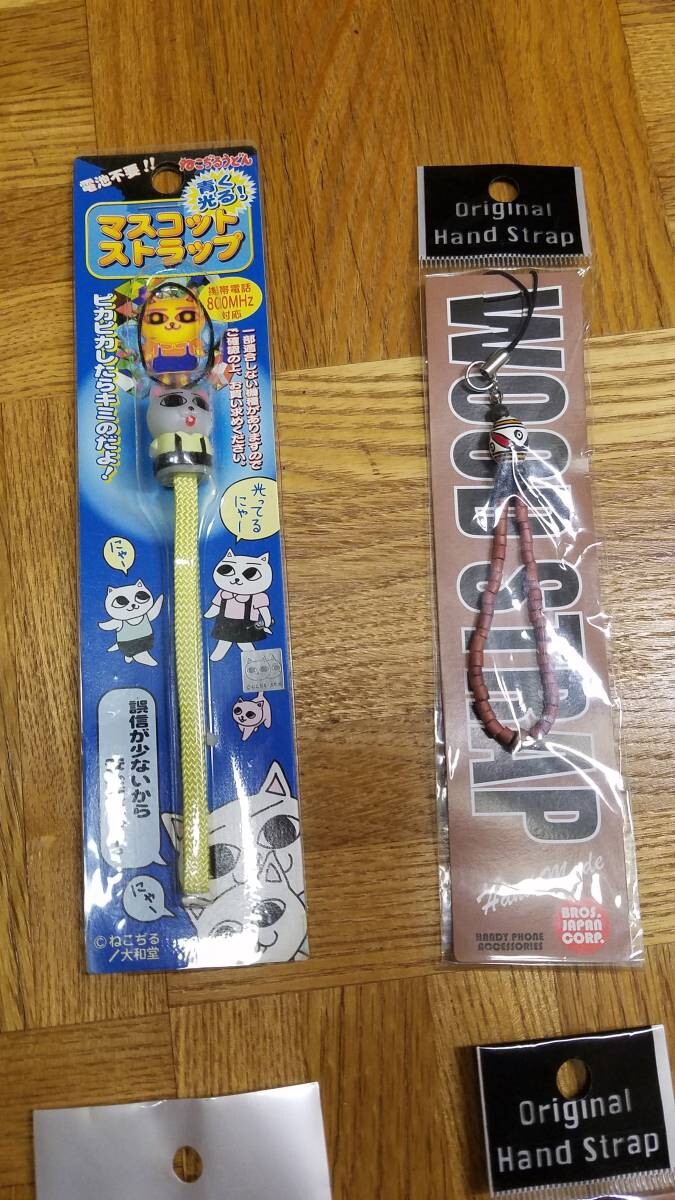 電池不要!!
ねこぢるうどん
青く
光る!
マスコット
ストラップ
携帯電話
800MHz
対応
一部適合しない機種がありますので
ご確認の上、お買い求めください。
ピカピカしたらキミのだよ!
光ってる
にゃー
にゃー
誤信が少ないから
にゃー
©ねこぢる
/大和堂
Original
Hand Strap
WOOD STRAP
Hand Made
HANDY PHONE
ACCESSORIES
BROS.
JAPAN
CORP.
Original
Hand Strap